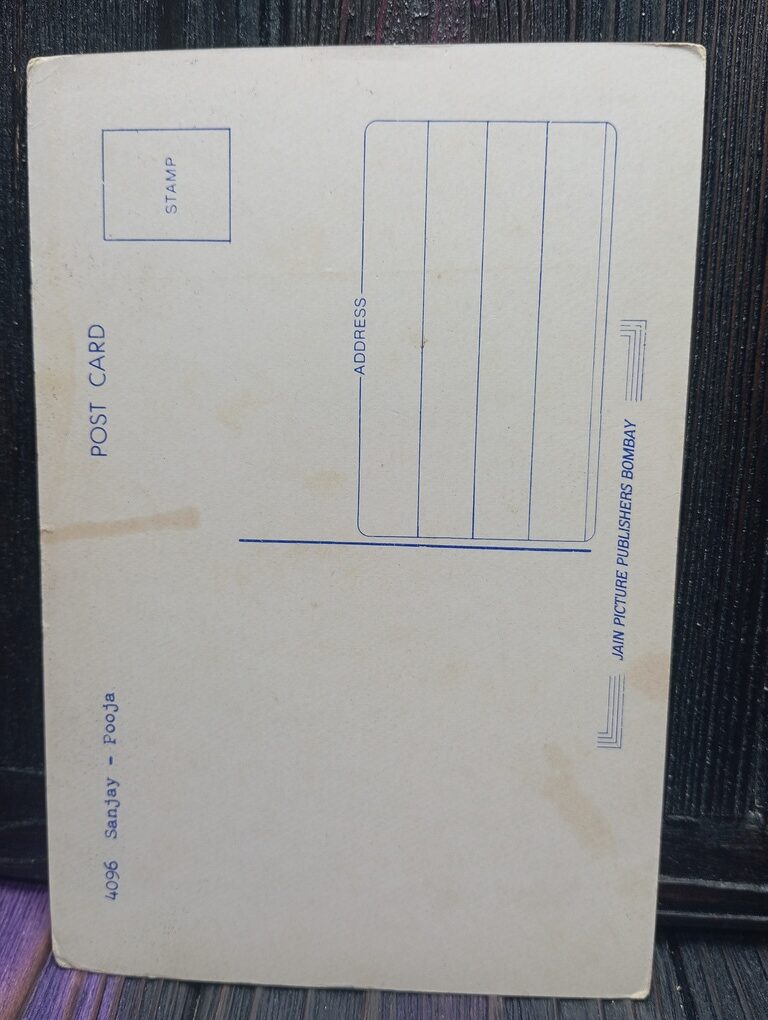 4096 Sanjay - Pooja
POST CARD
STAMP
ADDRESS
JAIN PICTURE PUBLISHERS BOMBAY